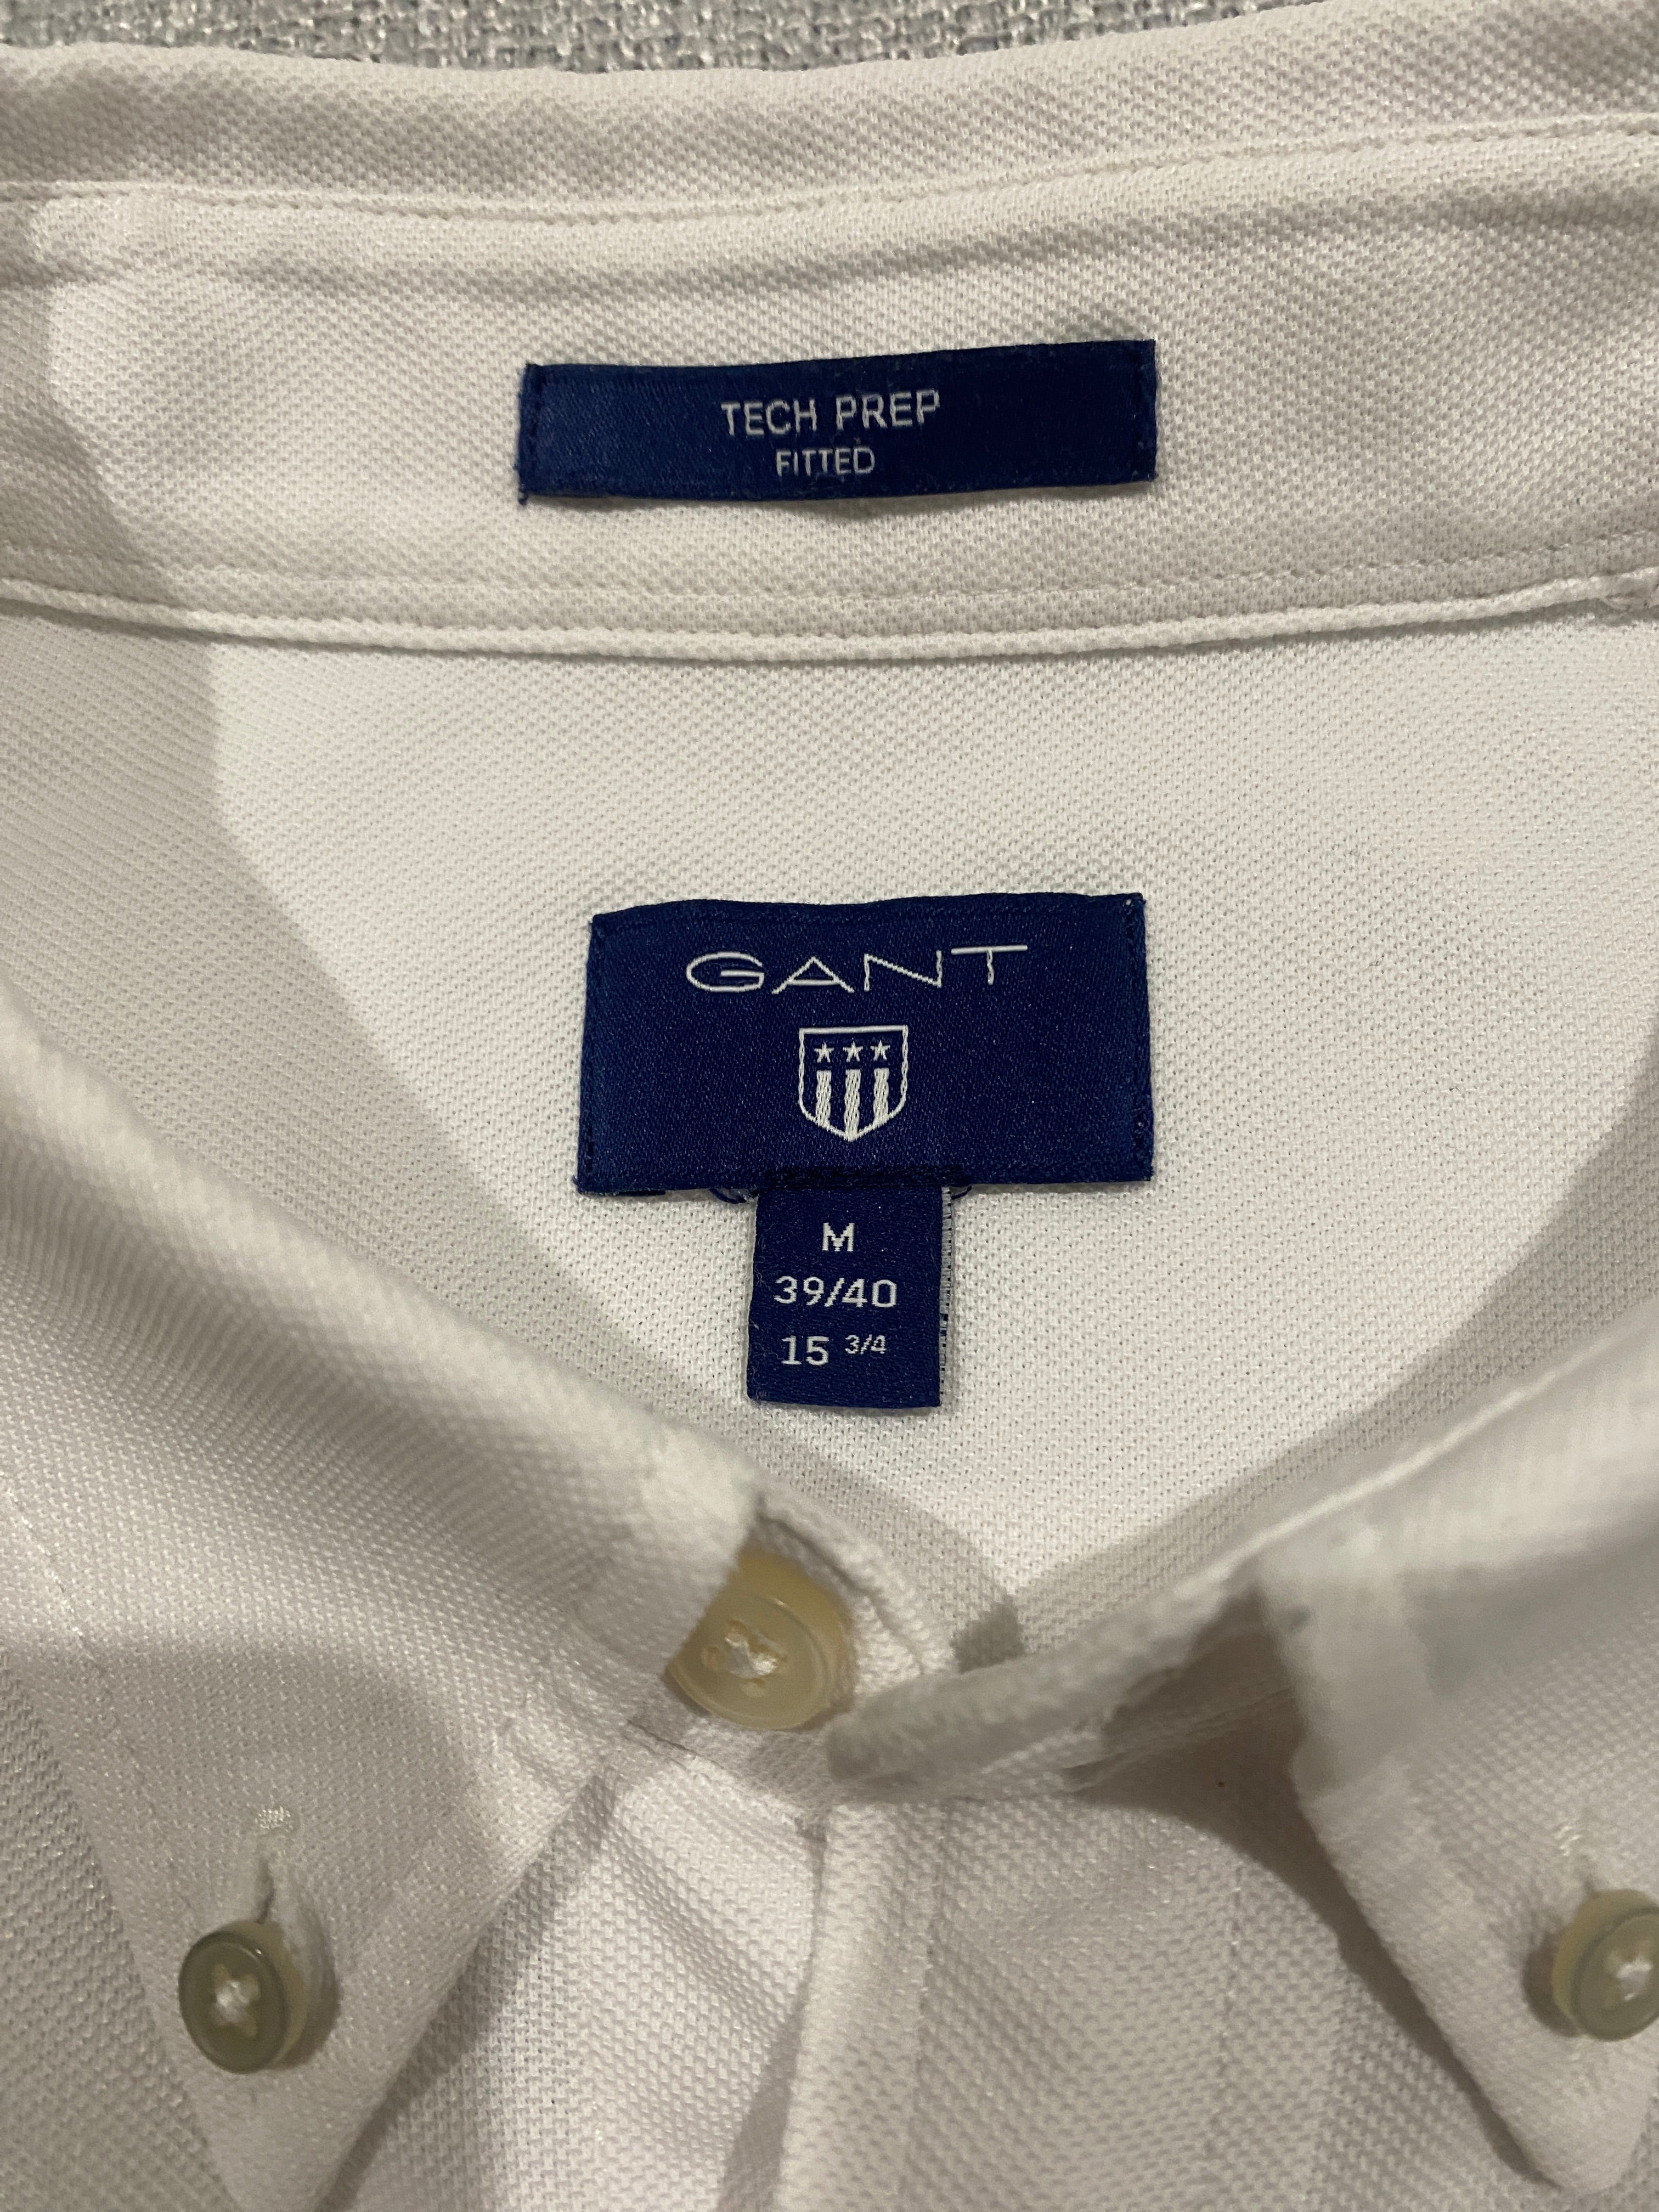 TECH PREP
FITTED
GANT
M
39/40
15 3/4